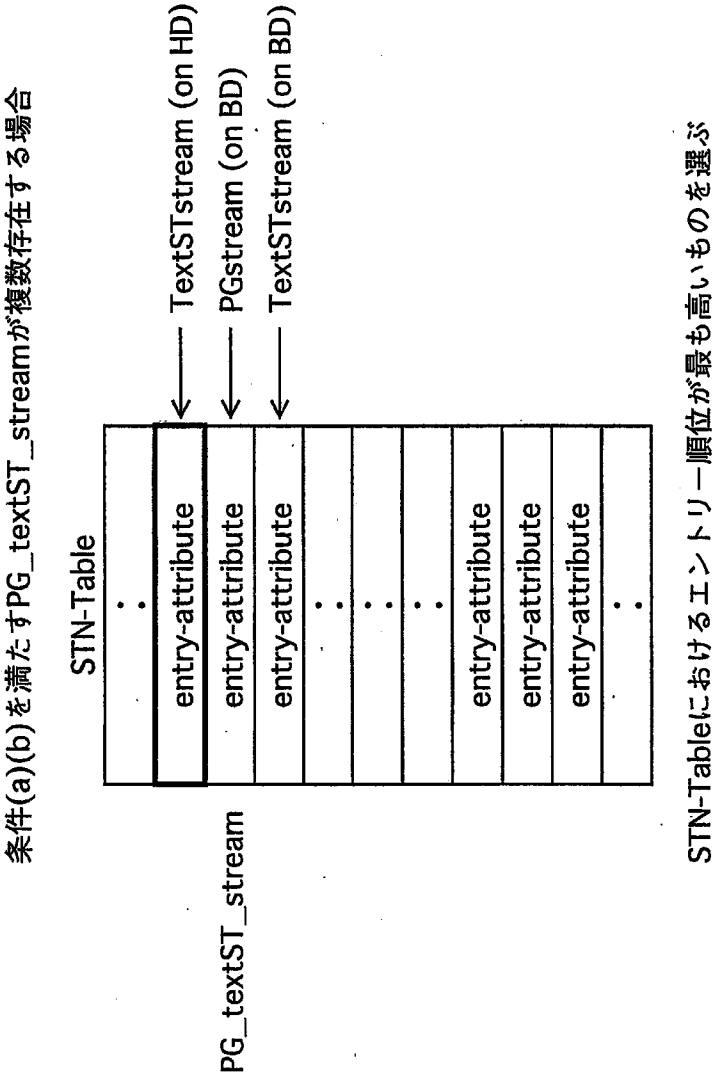 条件(a)(b)を満たすPG_textST_streamが複数存在する場合
STN-Table
:
entry-attribute
TextSTstream (on HD)
PG_textST_stream
entry-attribute
PGstream (on BD)
entry-attribute
TextSTstream (on BD)
:
:
:
entry-attribute
entry-attribute
entry-attribute
:
STN-Tableにおけるエントリー順位が最も高いものを選ぶ